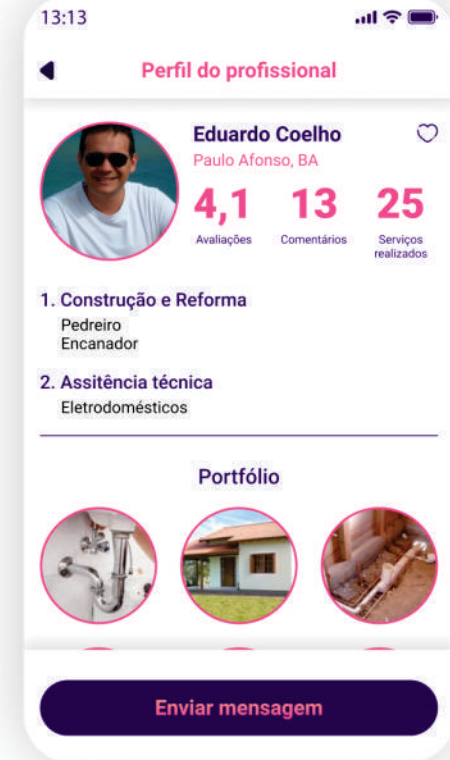 13:13
Perfil do profissional
Eduardo Coelho
Paulo Afonso, BA
4,1 13 25
Avaliações Comentários Serviços
realizados
1. Construção e Reforma
Pedreiro
Encanador
2. Assitência técnica
Eletrodomésticos
Portfólio
Enviar mensagem